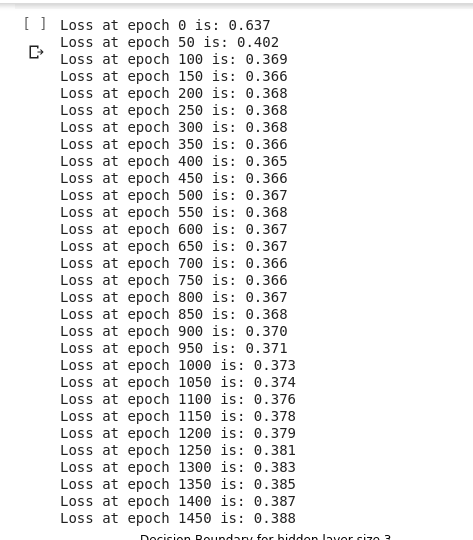 [ ] Loss at epoch 0 is: 0.637
Loss at epoch 50 is: 0.402
Loss at epoch 100 is: 0.369
Loss at epoch 150 is: 0.366
Loss at epoch 200 is: 0.368
Loss at epoch 250 is: 0.368
Loss at epoch 300 is: 0.368
Loss at epoch 350 is: 0.366
Loss at epoch 400 is: 0.365
Loss at epoch 450 is: 0.366
Loss at epoch 500 is: 0.367
Loss at epoch 550 is: 0.368
Loss at epoch 600 is: 0.367
Loss at epoch 650 is: 0.367
Loss at epoch 700 is: 0.366
Loss at epoch 750 is: 0.366
Loss at epoch 800 is: 0.367
Loss at epoch 850 is: 0.368
Loss at epoch 900 is: 0.370
Loss at epoch 950 is: 0.371
Loss at epoch 1000 is: 0.373
Loss at epoch 1050 is: 0.374
Loss at epoch 1100 is: 0.376
Loss at epoch 1150 is: 0.378
Loss at epoch 1200 is: 0.379
Loss at epoch 1250 is: 0.381
Loss at epoch 1300 is: 0.383
Loss at epoch 1350 is: 0.385
Loss at epoch 1400 is: 0.387
Loss at epoch 1450 is: 0.388
Decision Boundary for hidden layer size 3